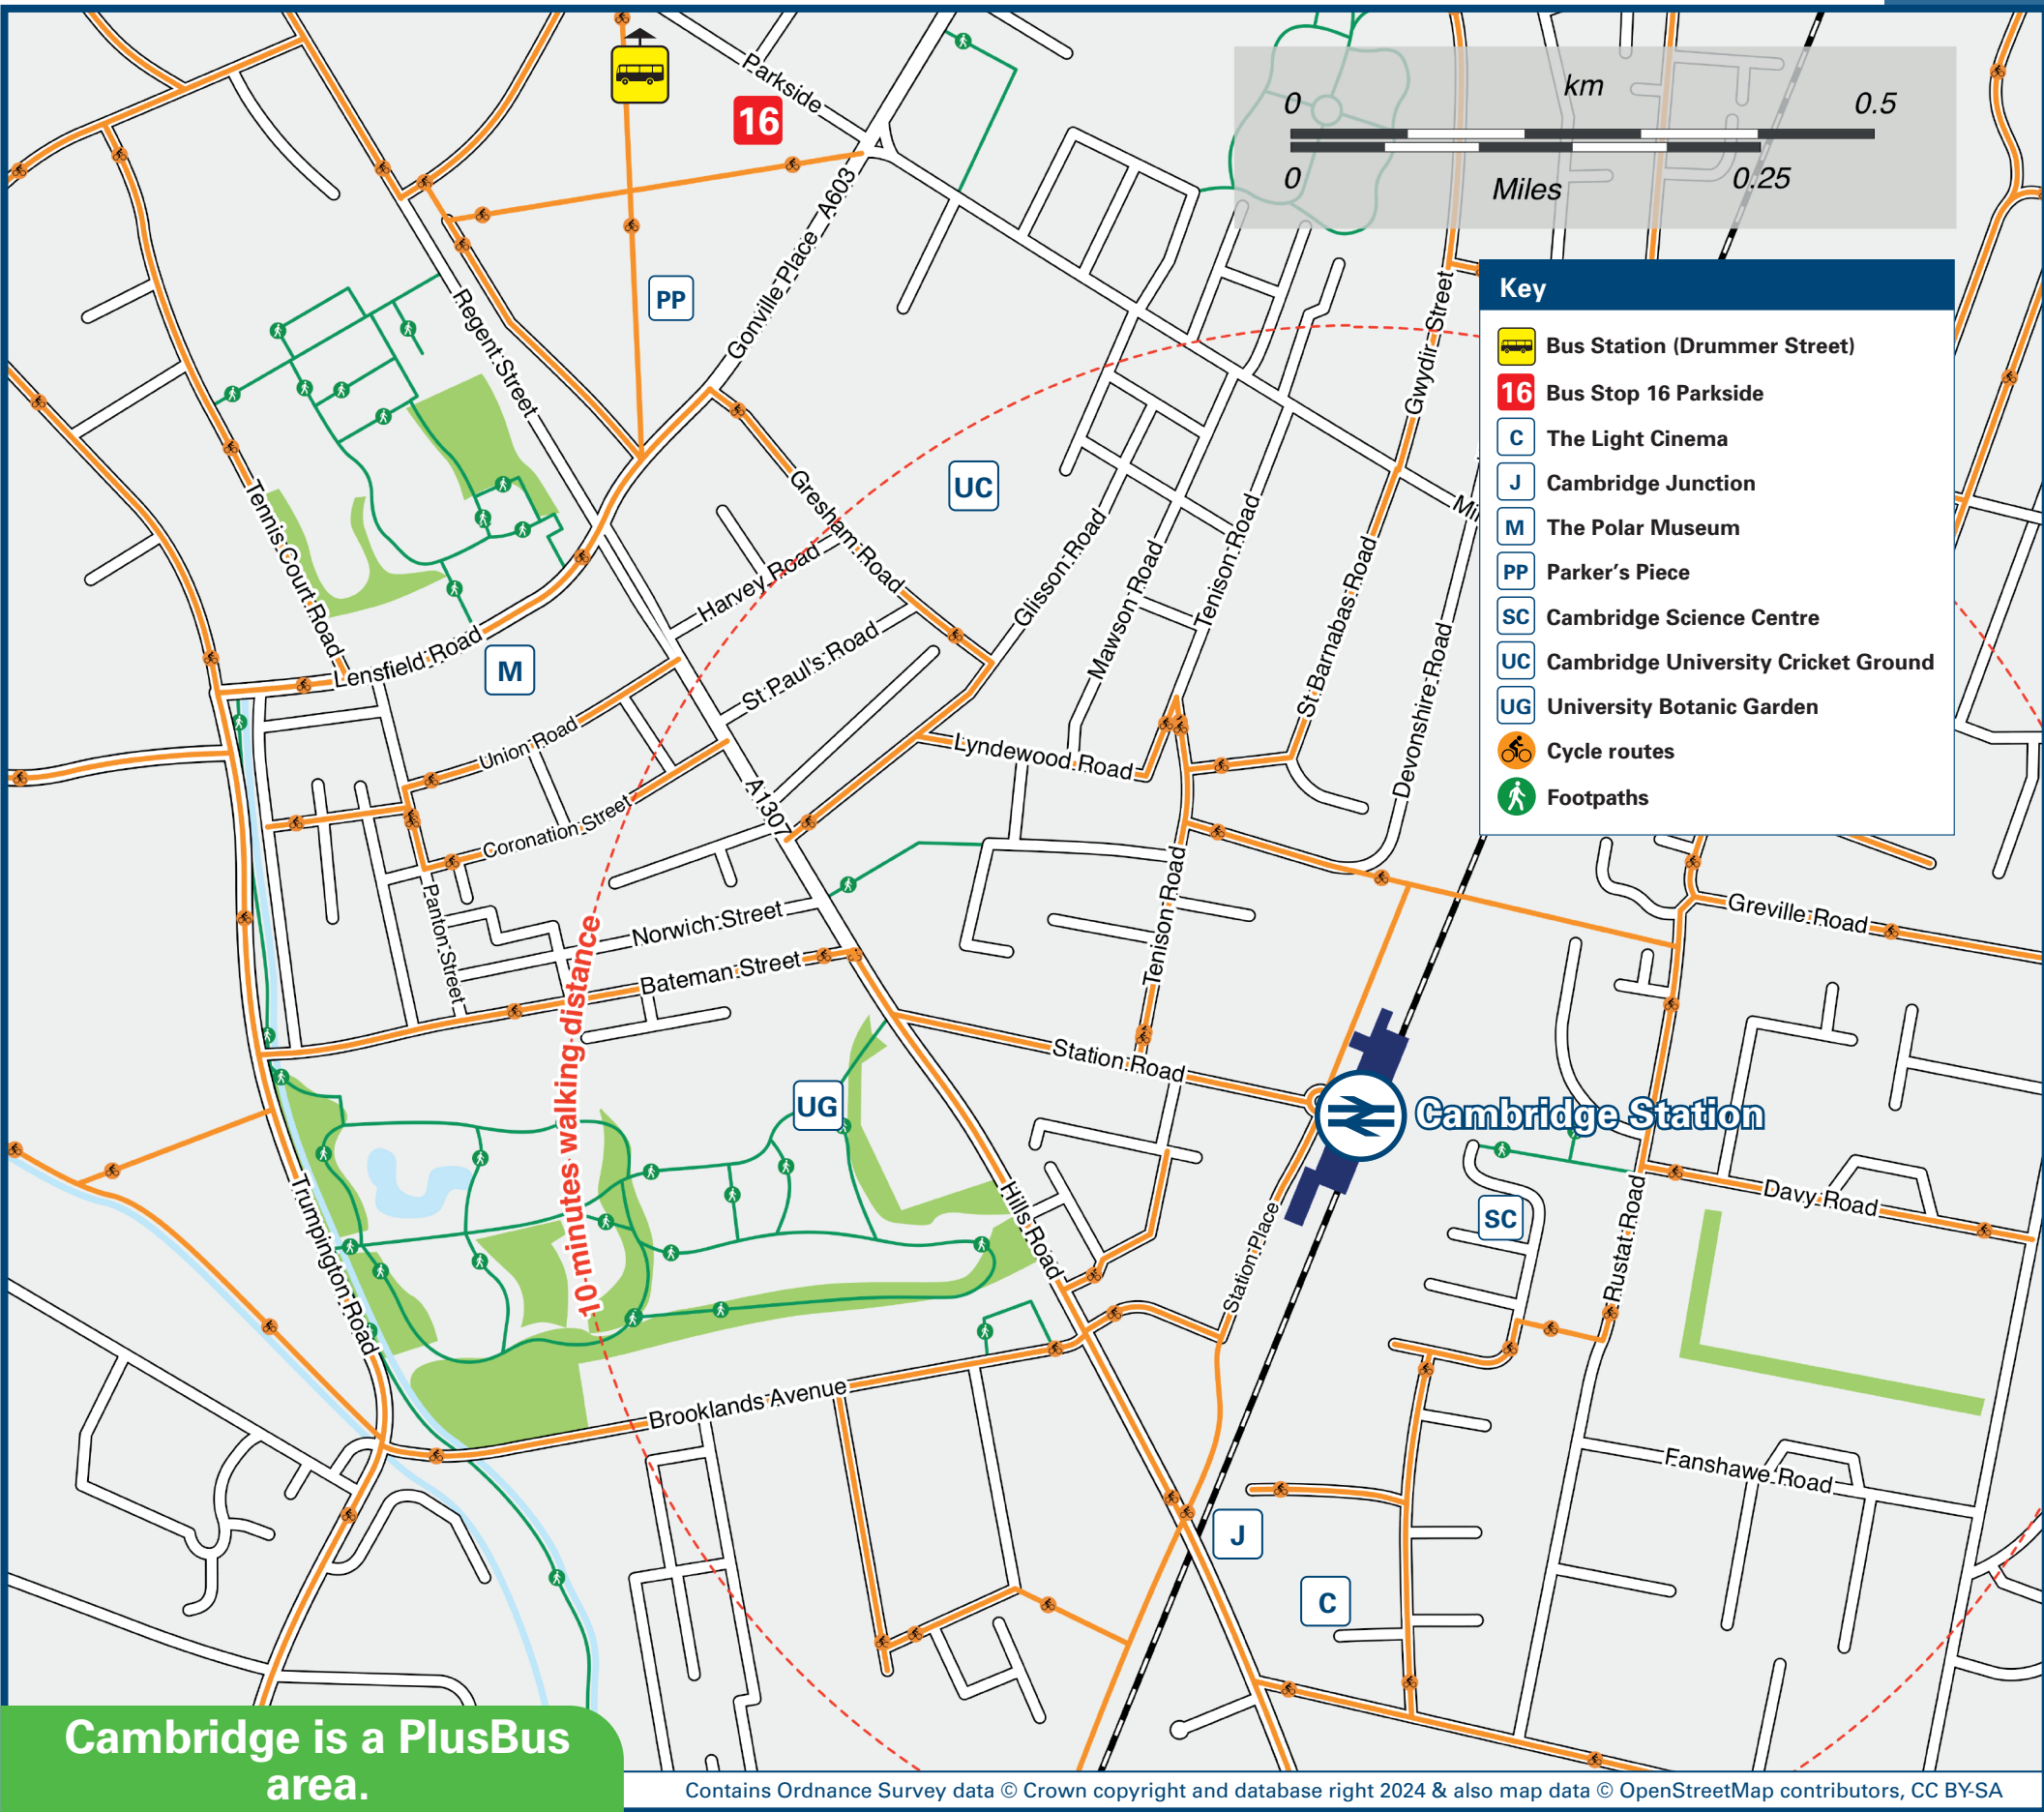 km
0
0.5
0
0.25
Miles
16
Parkside
A603
Gonville Place
PP
Regent Street
Gwydir Street
Key
Bus Station (Drummer Street)
16 Bus Stop 16 Parkside
C The Light Cinema
J Cambridge Junction
M The Polar Museum
PP Parker's Piece
SC Cambridge Science Centre
UC Cambridge University Cricket Ground
UG University Botanic Garden
Cycle routes
Footpaths
UC
Gresham Road
Tennis Court Road
Harvey Road
Glisson Road
Mawson Road
Tenison Road
St Barnabas Road
Devonshire Road
Lensfield Road
M
St Paul's Road
Union Road
Lyndewood Road
A1307
Coronation Street
Panton Street
Norwich Street
Bateman Street
Tenison Road
Greville Road
10 minutes walking distance
Station Road
UG
Cambridge Station
Trumpington Road
Hills Road
Station Place
SC
Rustat Road
Davy Road
Brooklands Avenue
Fanshawe Road
J
C
Cambridge is a PlusBus
area.
Contains Ordnance Survey data © Crown copyright and database right 2024 & also map data © OpenStreetMap contributors, CC BY-SA